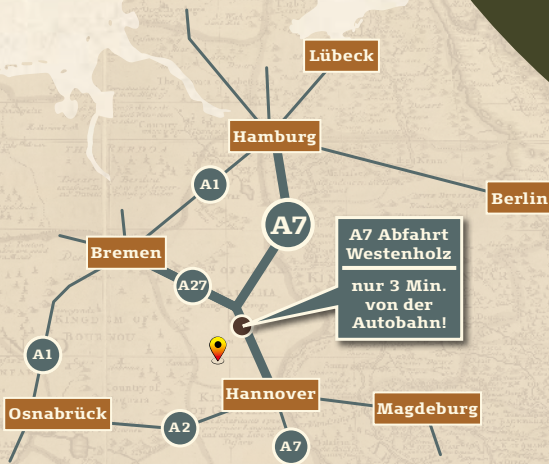 Lübeck
Hamburg
A1
Berlin
A7
A7 Abfahrt
Westenholz
nur 3 Min.
von der
Autobahn!
Bremen
A27
A1
Hannover
Magdeburg
Osnabrück
A2
A7